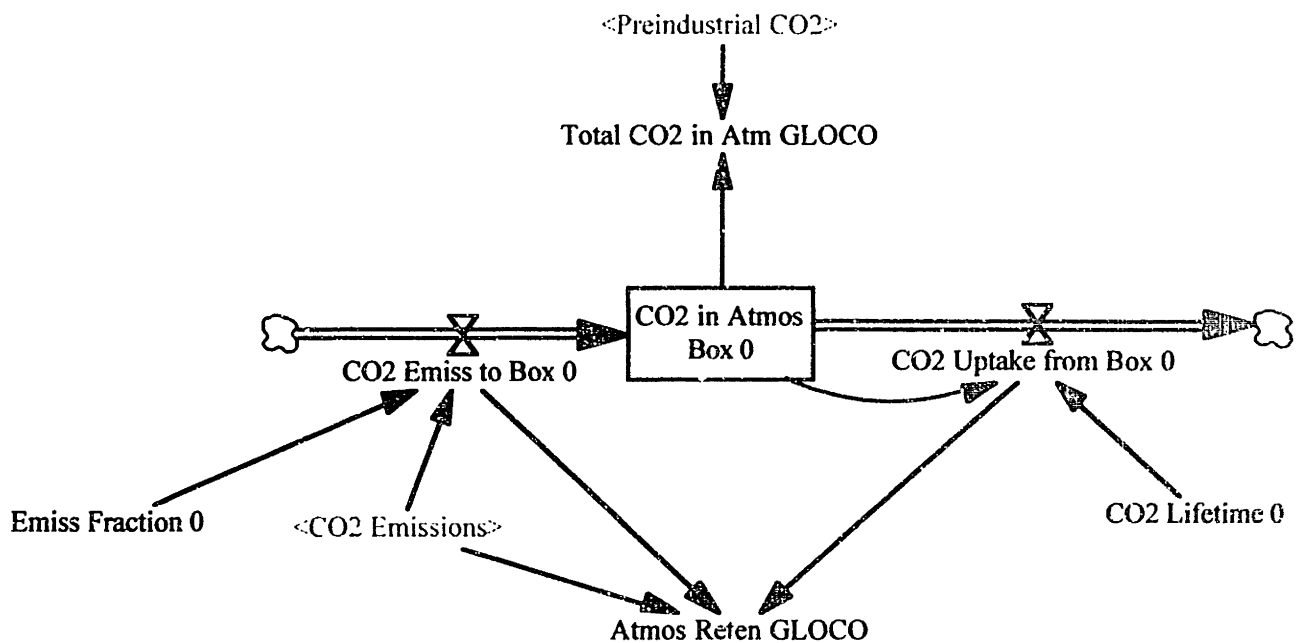 <Preindustrial CO2>
Total CO2 in Atm GLOCO
CO2 in Atmos
Box 0
CO2 Emiss to Box 0
CO2 Uptake from Box 0
Emiss Fraction 0
<CO2 Emissions>
CO2 Lifetime 0
Atmos Reten GLOCO